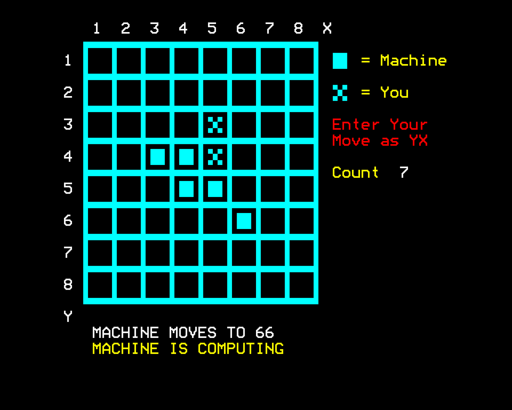 1 2 3 4 5 6 7 8 X
1
= Machine
2
= You
3
Enter Your
Move as YX
4
Count 7
5
6
7
8
Y
MACHINE MOVES TO 66
MACHINE IS COMPUTING